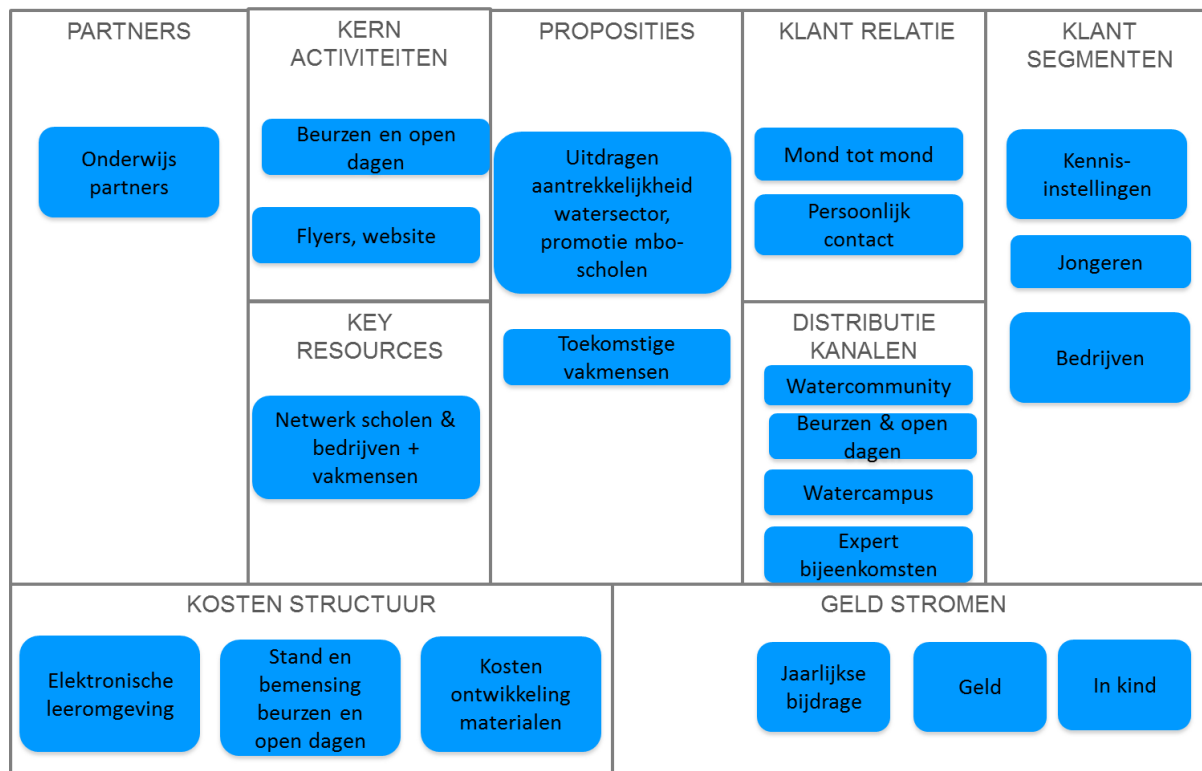 PARTNERS
Onderwijs
partners
KERN
ACTIVITEITEN
Beurzen en open
dagen
Flyers, website
KEY
RESOURCES
Netwerk scholen &
bedrijven +
vakmensen
PROPOSITIES
Uitdragen
aantrekkelijkheid
watersector,
promotie mbo-
scholen
Toekomstige
vakmensen
KLANT RELATIE
Mond tot mond
Persoonlijk
contact
DISTRIBUTIE
KANALEN
Watercommunity
Beurzen & open
dagen
Watercampus
Expert
bijeenkomsten
KLANT
SEGMENTEN
Kennis-
instellingen
Jongeren
Bedrijven
KOSTEN STRUCTUUR
Elektronische
leeromgeving
Stand en
bemensing
beurzen en
open dagen
Kosten
ontwikkeling
materialen
GELD STROMEN
Jaarlijkse
bijdrage
Geld
In kind